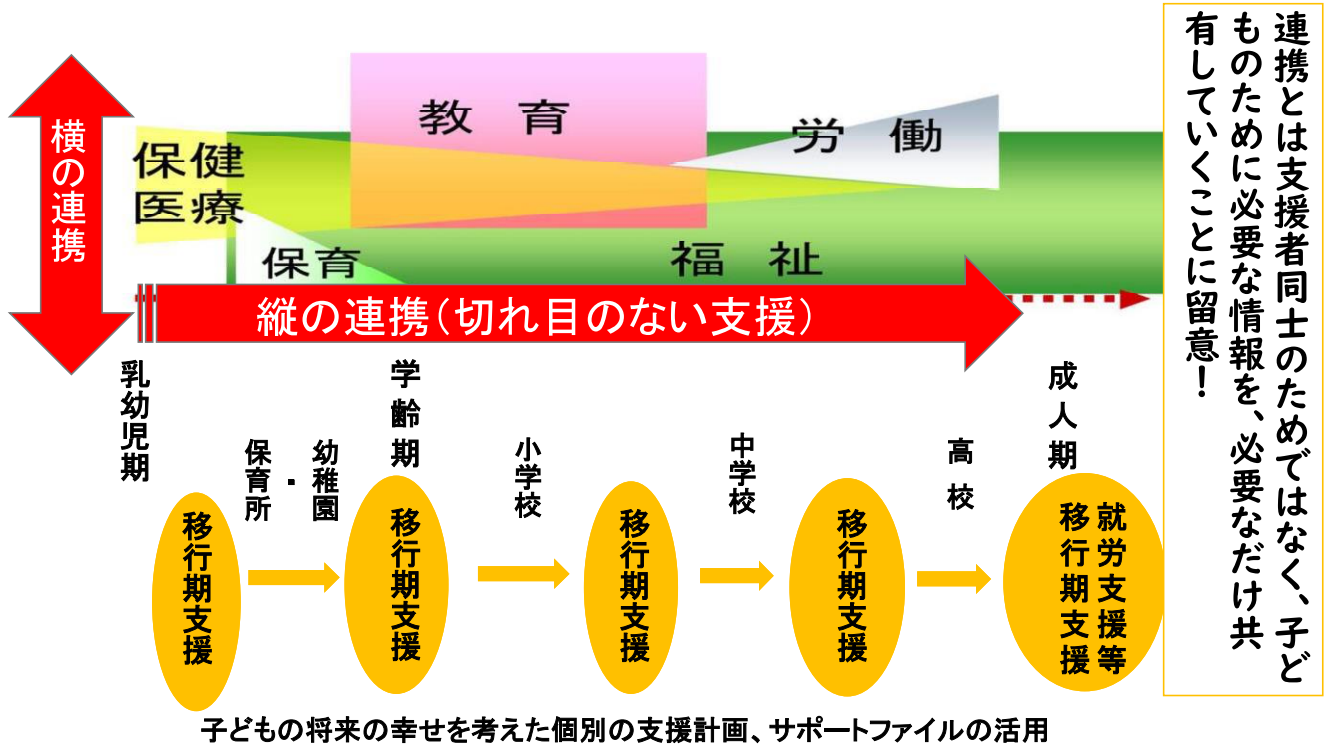 横の連携
保健
医療
教 育
労 働
保育
福 祉
縦の連携（切れ目のない支援）
連携とは支援者同士のためではなく、子ど
ものために必要な情報を、必要なだけ共
有していくことに留意！
乳幼児期
学齢期
成人期
保育所
・
幼稚園
小学校
中学校
高校
移行期支援
移行期支援
移行期支援
移行期支援
就労支援等
移行期支援
子どもの将来の幸せを考えた個別の支援計画、サポートファイルの活用